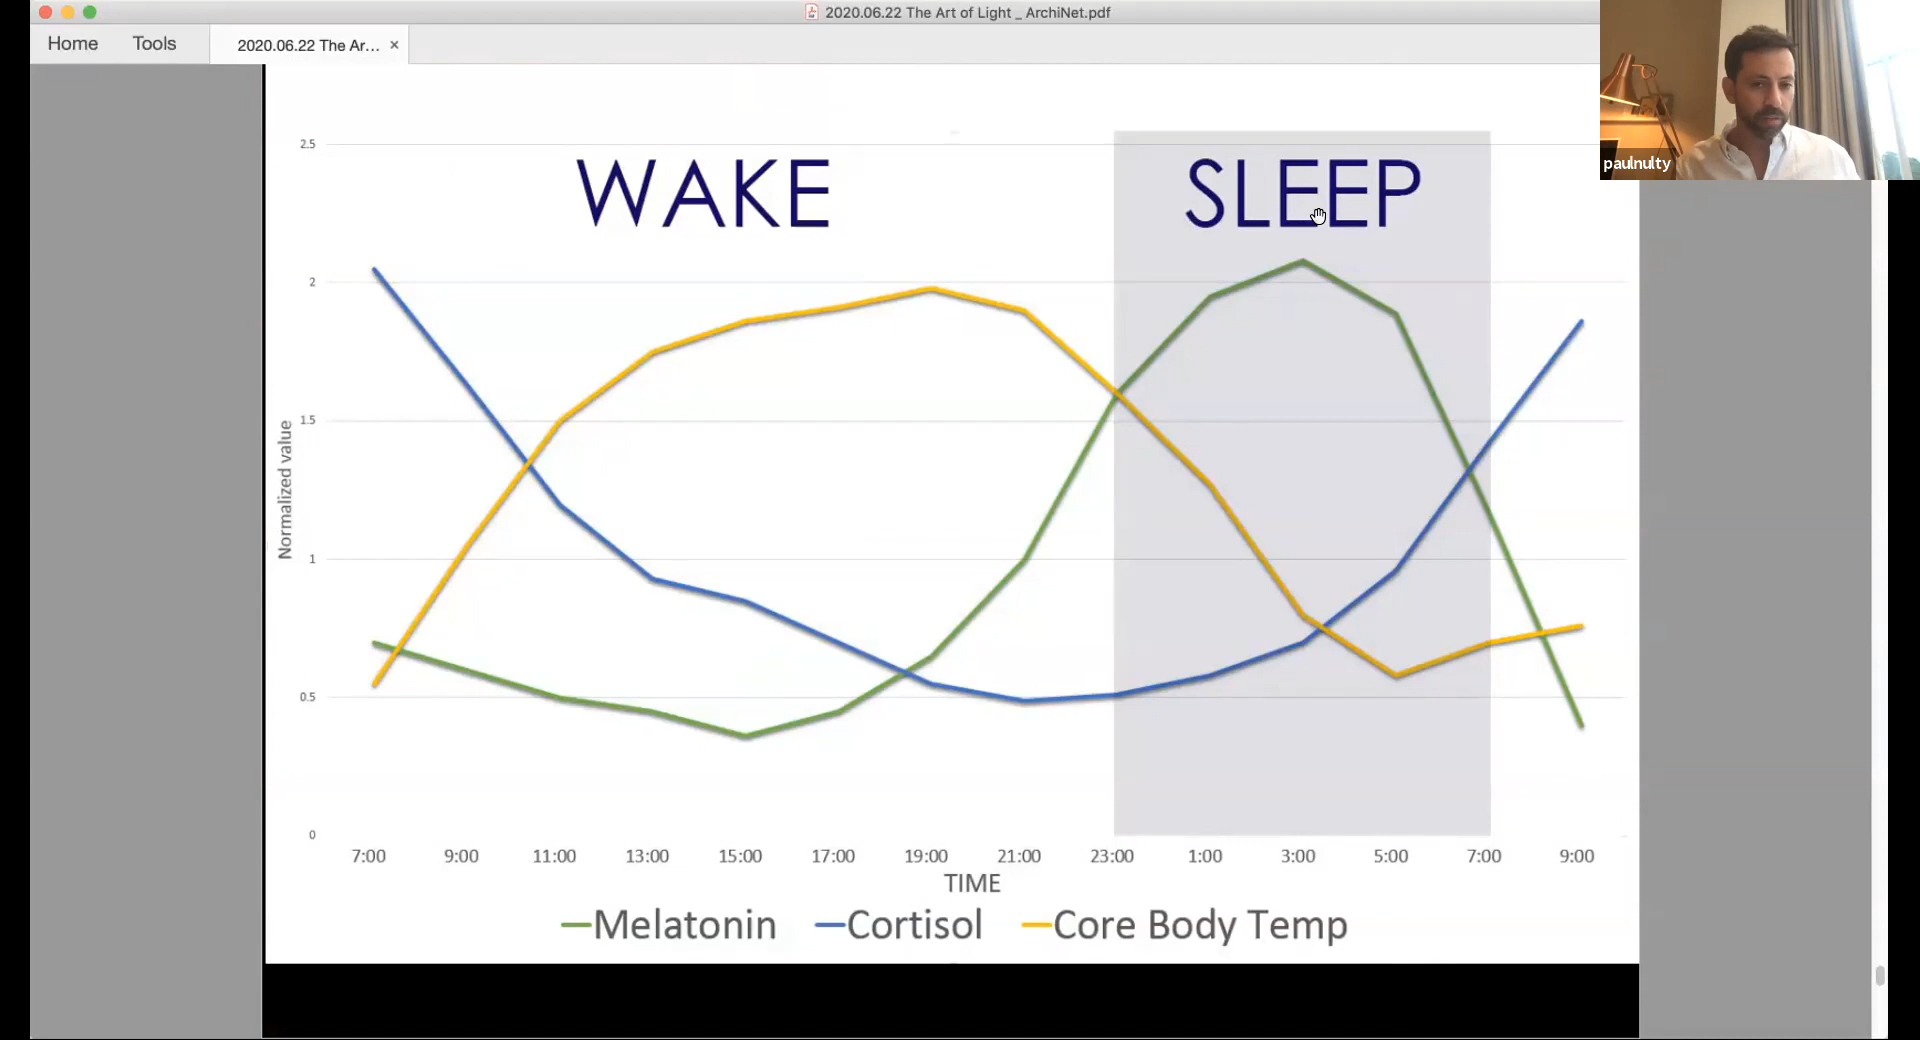 2020.06.22 The Art of Light _ ArchiNet.pdf
Home Tools 2020.06.22 The Ar... ×
paulnulty
WAKE SLEEP
2.5
2
1.5
1
0.5
0
Normalized value
7:00 9:00 11:00 13:00 15:00 17:00 19:00 21:00 23:00 1:00 3:00 5:00 7:00 9:00
TIME
Melatonin Cortisol Core Body Temp